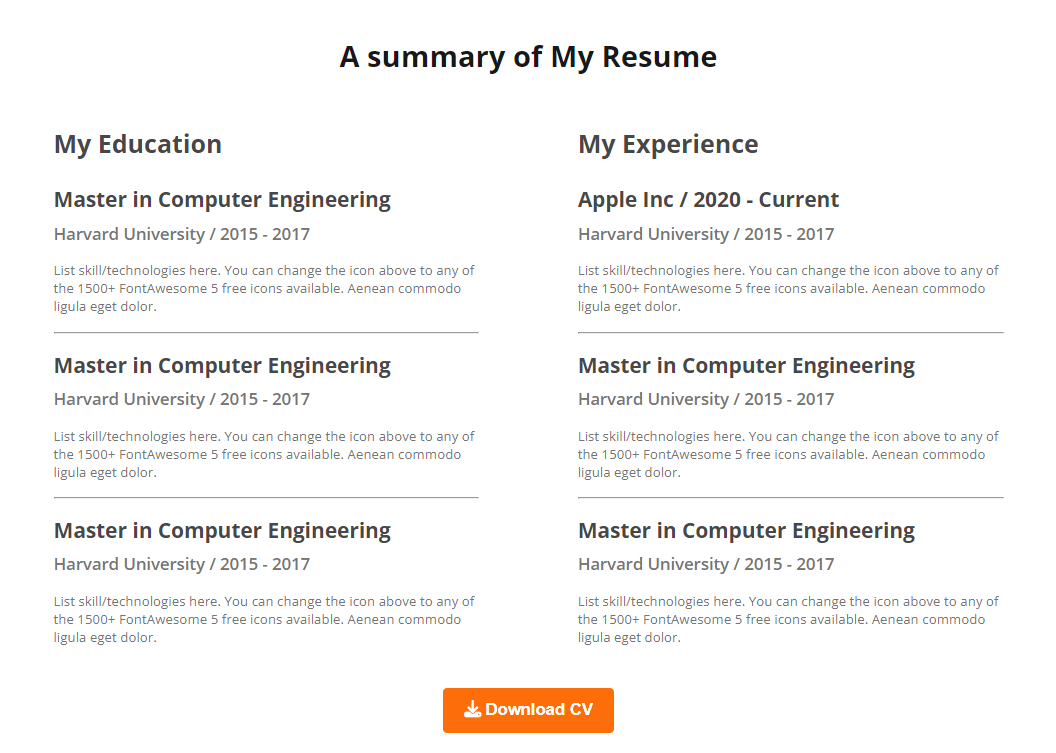 A summary of My Resume
My Education
Master in Computer Engineering
Harvard University / 2015 - 2017
List skill/technologies here. You can change the icon above to any of
the 1500+ FontAwesome 5 free icons available. Aenean commodo
ligula eget dolor.
Master in Computer Engineering
Harvard University / 2015 - 2017
List skill/technologies here. You can change the icon above to any of
the 1500+ FontAwesome 5 free icons available. Aenean commodo
ligula eget dolor.
Master in Computer Engineering
Harvard University / 2015 - 2017
List skill/technologies here. You can change the icon above to any of
the 1500+ FontAwesome 5 free icons available. Aenean commodo
ligula eget dolor.
My Experience
Apple Inc / 2020 - Current
Harvard University / 2015 - 2017
List skill/technologies here. You can change the icon above to any of
the 1500+ FontAwesome 5 free icons available. Aenean commodo
ligula eget dolor.
Master in Computer Engineering
Harvard University / 2015 - 2017
List skill/technologies here. You can change the icon above to any of
the 1500+ FontAwesome 5 free icons available. Aenean commodo
ligula eget dolor.
Master in Computer Engineering
Harvard University / 2015 - 2017
List skill/technologies here. You can change the icon above to any of
the 1500+ FontAwesome 5 free icons available. Aenean commodo
ligula eget dolor.
Download CV